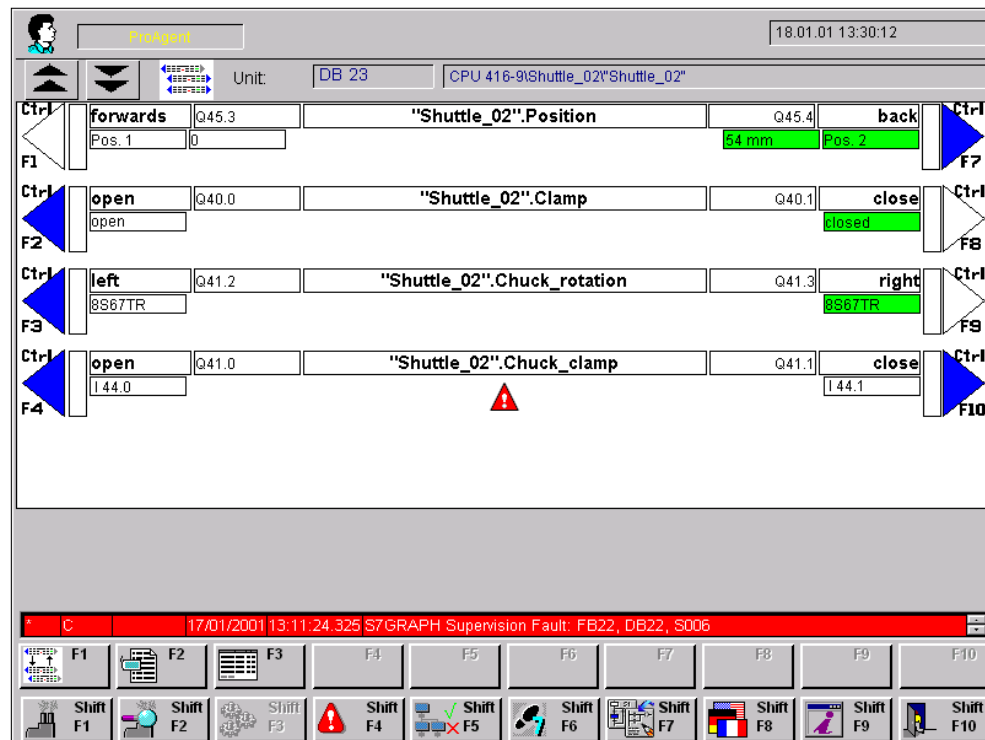 ProAgent 18.01.01 13:30:12
Unit: DB 23 CPU 416-9\Shuttle_02\"Shuttle_02"
Ctrl forwards Q45.3 "Shuttle_02".Position Q45.4 back Ctrl
Pos. 1 0 54 mm Pos. 2
F1 F7
Ctrl open Q40.0 "Shuttle_02".Clamp Q40.1 close Ctrl
open closed
F2 F8
Ctrl left Q41.2 "Shuttle_02".Chuck_rotation Q41.3 right Ctrl
8S67TR 8S67TR
F3 F9
Ctrl open Q41.0 "Shuttle_02".Chuck_clamp Q41.1 close Ctrl
I 44.0 I 44.1
F4 F10
* C 17/01/2001 13:11:24.325 S7GRAPH Supervision Fault: FB22, DB22, S006
F1 F2 F3 F4 F5 F6 F7 F8 F9 F10
Shift Shift Shift Shift Shift Shift Shift Shift Shift Shift
F1 F2 F3 F4 F5 F6 F7 F8 F9 F10